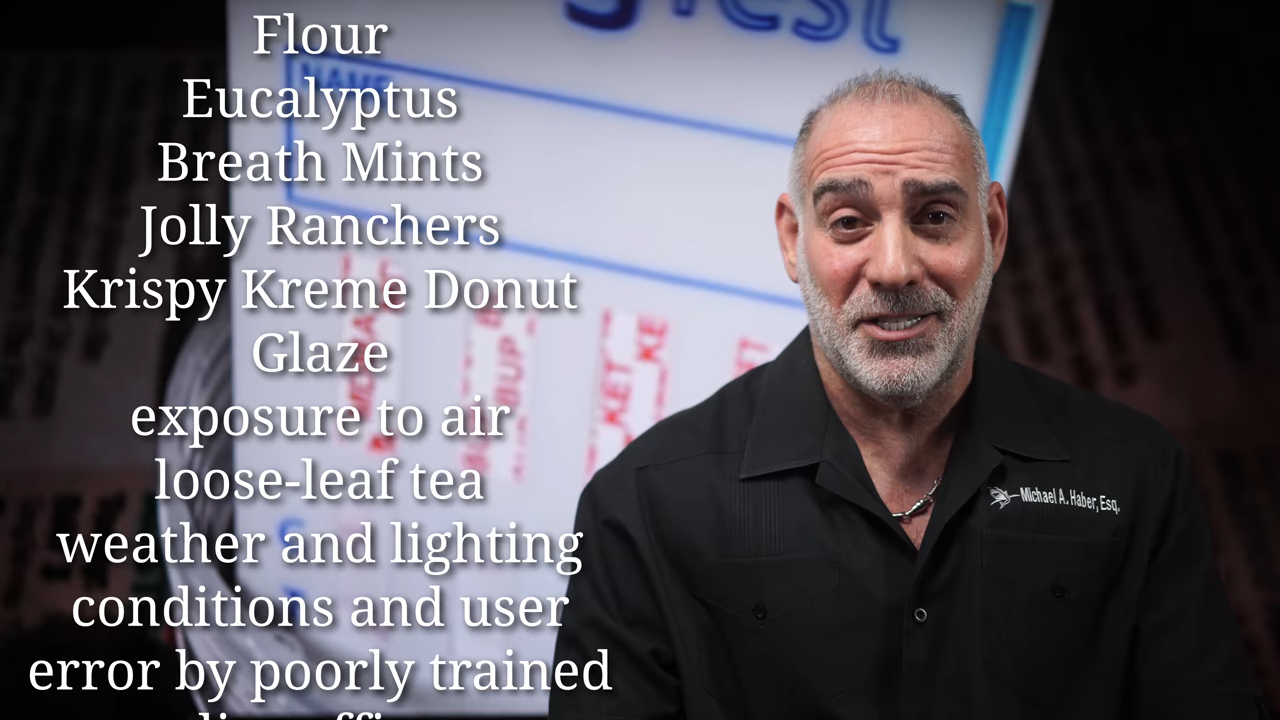 Flour
Eucalyptus
Breath Mints
Jolly Ranchers
Krispy Kreme Donut
Glaze
exposure to air
loose-leaf tea
weather and lighting
conditions and user
error by poorly trained
NAME
Michael A. Haber, Esq.